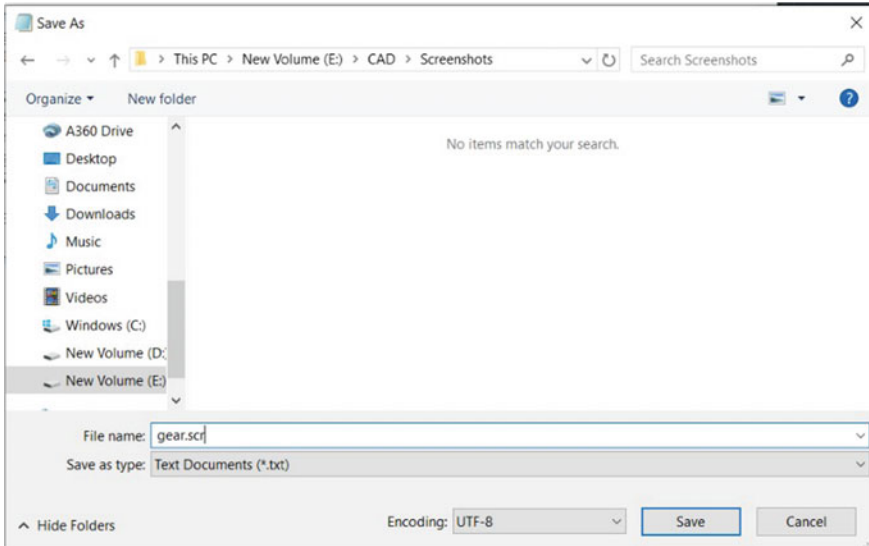 Save As
This PC > New Volume (E:) > CAD > Screenshots
Search Screenshots
Organize
New folder
A360 Drive
No items match your search.
Desktop
Documents
Downloads
Music
Pictures
Videos
Windows (C:)
New Volume (D:
New Volume (E:)
File name: gear.scr
Save as type: Text Documents (*.txt)
Hide Folders
Encoding: UTF-8
Save
Cancel